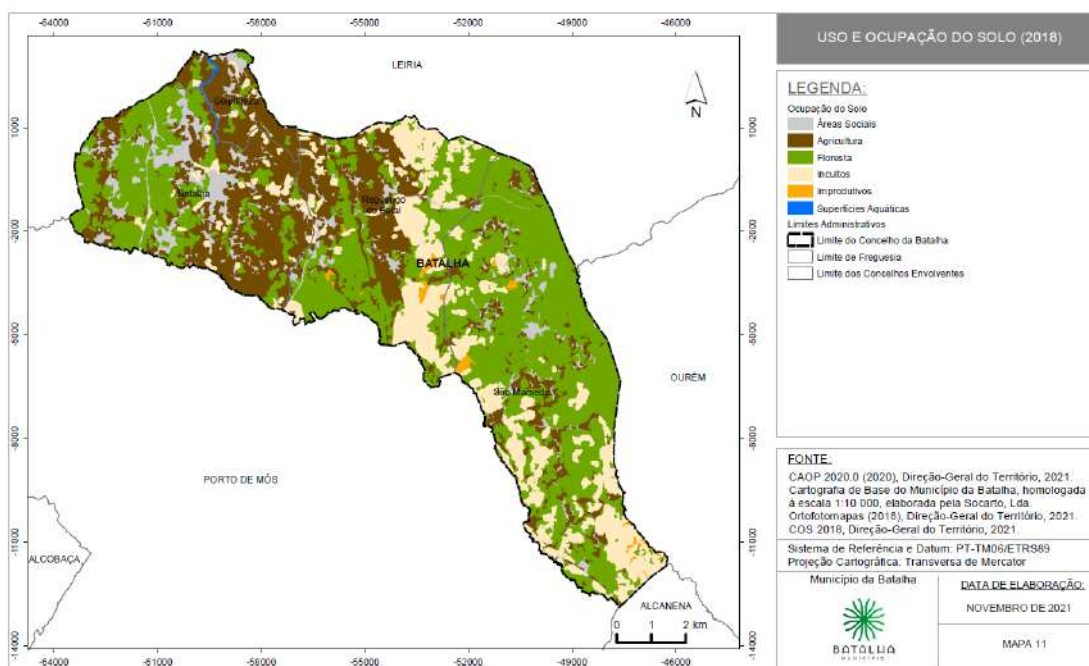 -64000 -61000 -58000 -55000 -52000 -49000 -46000
USO E OCUPAÇÃO DO SOLO (2018)
LEIRIA
N
1000
-2000
-5000
-8000
-11000
-14000
Batalha
Reguengo
do Fetal
BATALHA
São Mamede
OURÉM
PORTO DE MÓS
ALCOBAÇA
ALCANENA
0 1 2 km
1000
-2000
-5000
-8000
-11000
-14000
-64000 -61000 -58000 -55000 -52000 -49000 -46000
LEGENDA:
Ocupação do Solo
Áreas Sociais
Agricultura
Floresta
Incultos
Improdutivos
Superfícies Aquáticas
Limites Administrativos
Limite do Concelho da Batalha
Limite de Freguesia
Limite dos Concelhos Envolventes
FONTE:
CAOP 2020.0 (2020), Direção-Geral do Território, 2021.
Cartografia de Base do Município da Batalha, homologada
à escala 1:10 000, elaborada pela Socarto, Lda.
Ortofotomapas (2018), Direção-Geral do Território, 2021.
COS 2018, Direção-Geral do Território, 2021.
Sistema de Referência e Datum: PT-TM06/ETRS89
Projeção Cartográfica: Transversa de Mercator
Município da Batalha
BATALHA
MUNICÍPIO
DATA DE ELABORAÇÃO:
NOVEMBRO DE 2021
MAPA 11